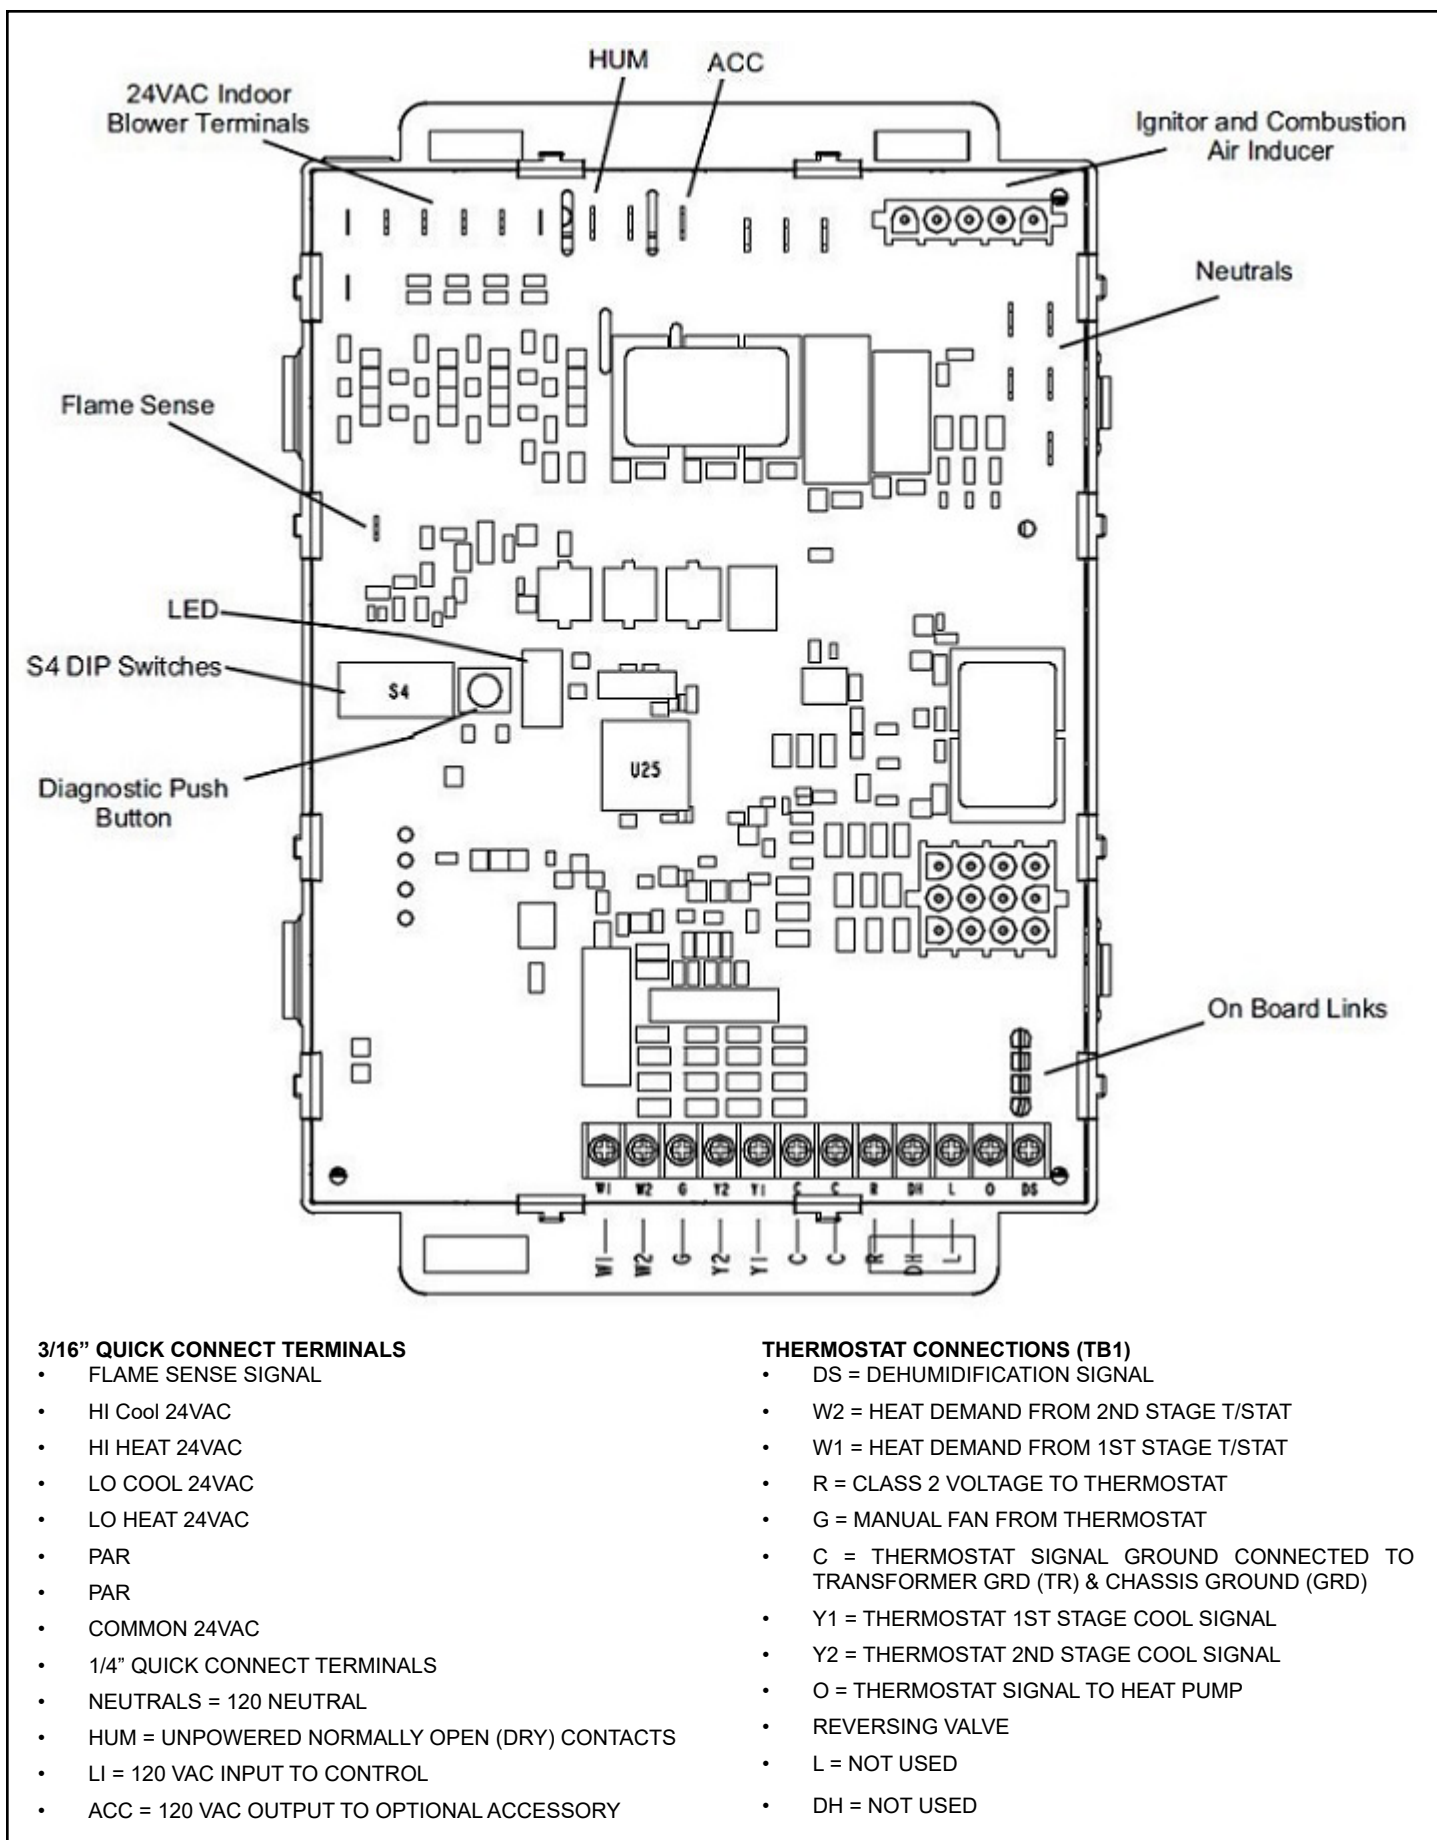 HUM
ACC
24VAC Indoor
Blower Terminals
Ignitor and Combustion
Air Inducer
Neutrals
Flame Sense
LED
S4 DIP Switches
S4
U25
Diagnostic Push
Button
On Board Links
W1 W2 G Y2 Y1 C C R DH L O DS
W1 W2 G Y2 Y1 C C R DH L
3/16” QUICK CONNECT TERMINALS
• FLAME SENSE SIGNAL
• HI Cool 24VAC
• HI HEAT 24VAC
• LO COOL 24VAC
• LO HEAT 24VAC
• PAR
• PAR
• COMMON 24VAC
• 1/4” QUICK CONNECT TERMINALS
• NEUTRALS = 120 NEUTRAL
• HUM = UNPOWERED NORMALLY OPEN (DRY) CONTACTS
• LI = 120 VAC INPUT TO CONTROL
• ACC = 120 VAC OUTPUT TO OPTIONAL ACCESSORY
THERMOSTAT CONNECTIONS (TB1)
• DS = DEHUMIDIFICATION SIGNAL
• W2 = HEAT DEMAND FROM 2ND STAGE T/STAT
• W1 = HEAT DEMAND FROM 1ST STAGE T/STAT
• R = CLASS 2 VOLTAGE TO THERMOSTAT
• G = MANUAL FAN FROM THERMOSTAT
• C = THERMOSTAT SIGNAL GROUND CONNECTED TO
TRANSFORMER GRD (TR) & CHASSIS GROUND (GRD)
• Y1 = THERMOSTAT 1ST STAGE COOL SIGNAL
• Y2 = THERMOSTAT 2ND STAGE COOL SIGNAL
• O = THERMOSTAT SIGNAL TO HEAT PUMP
• REVERSING VALVE
• L = NOT USED
• DH = NOT USED